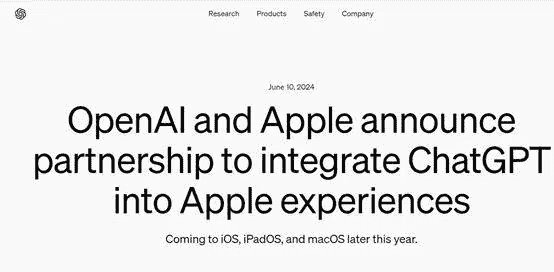 Research Products Safety Company
June 10, 2024
OpenAI and Apple announce
partnership to integrate ChatGPT
into Apple experiences
Coming to iOS, iPadOS, and macOS later this year.